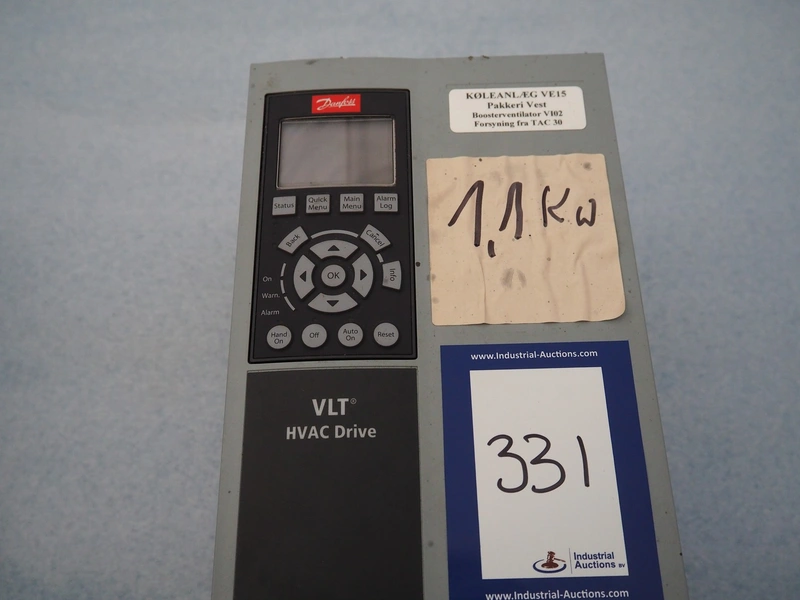 Danfoss
Status
Quick Menu
Main Menu
Alarm Log
Back
Cancel
Info
OK
On
Warn.
Alarm
Hand On
Off
Auto On
Reset
VLT®
HVAC Drive
KØLEANLÆG VE15
Pakkeri Vest
Boosterventilator VI02
Forsyning fra TAC 30
1,1 Kw
www.Industrial-Auctions.com
331
Industrial
Auctions BV
www.Industrial-Auctions.com